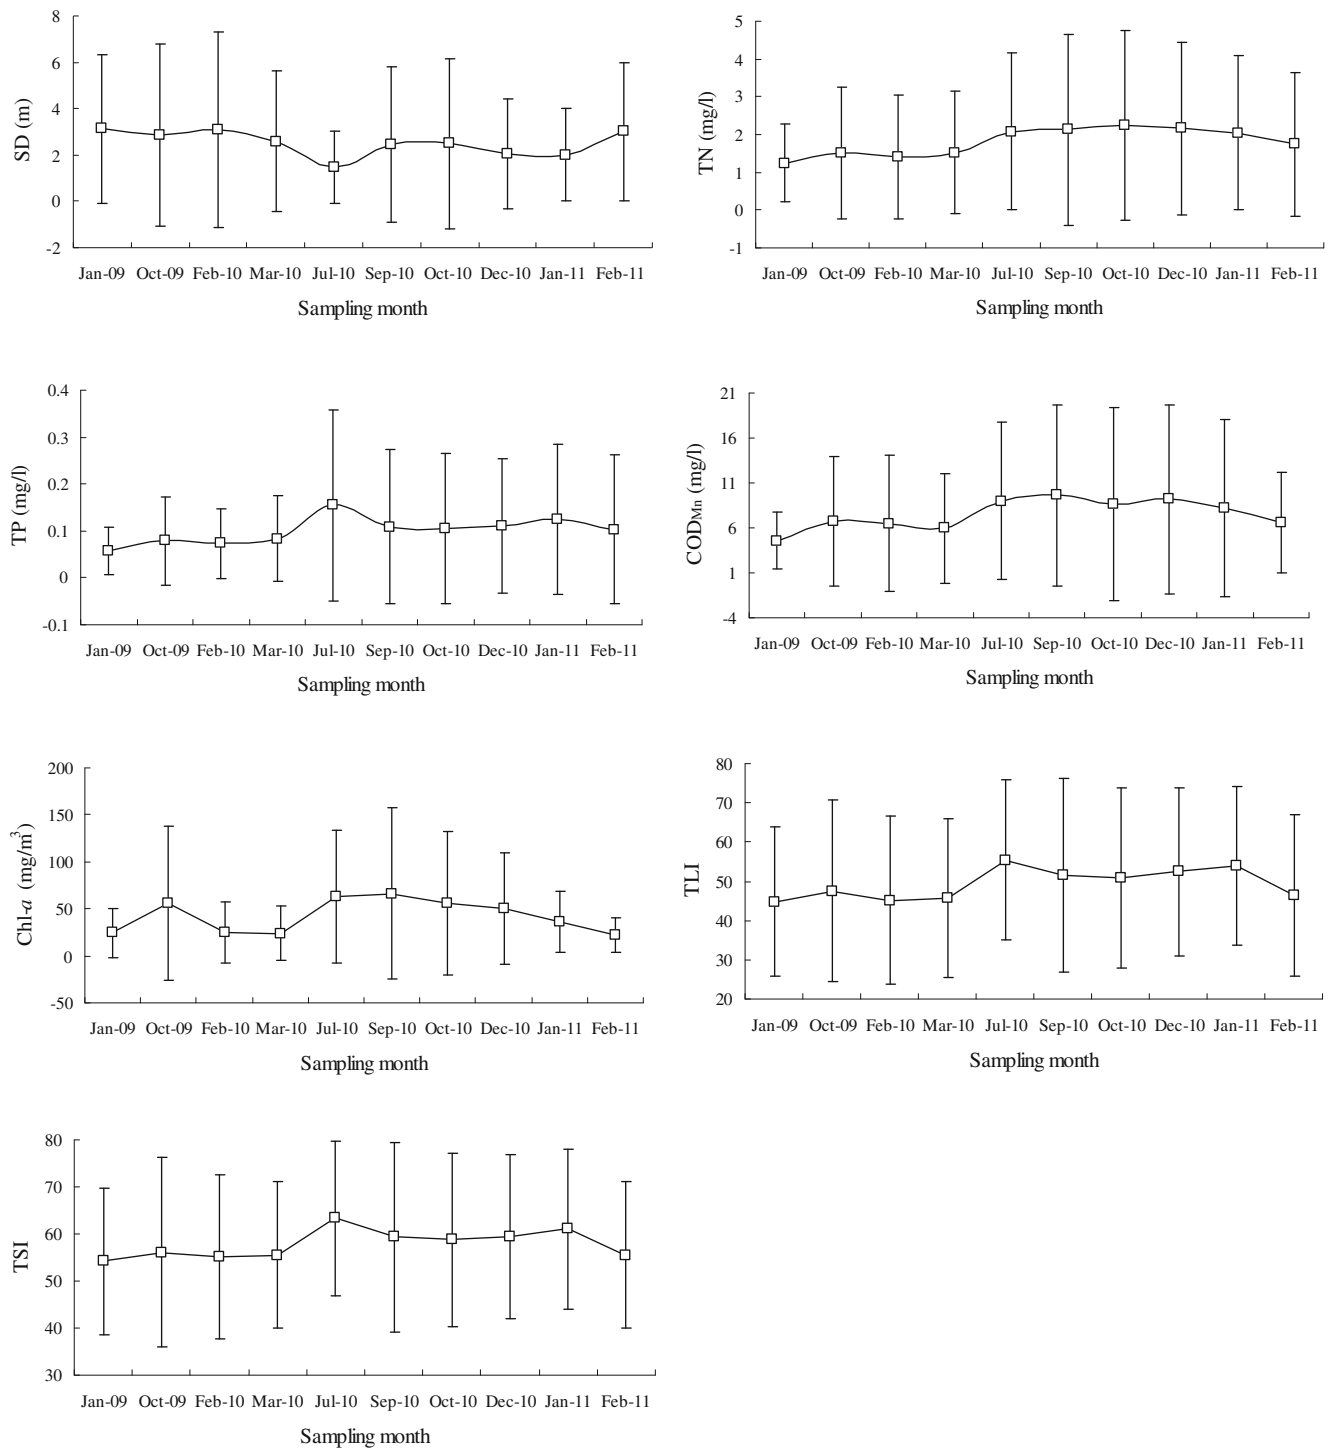 8
6
4
2
0
-2
SD (m)
Jan-09 Oct-09 Feb-10 Mar-10 Jul-10 Sep-10 Oct-10 Dec-10 Jan-11 Feb-11
Sampling month
5
4
3
2
1
0
-1
TN (mg/l)
Jan-09 Oct-09 Feb-10 Mar-10 Jul-10 Sep-10 Oct-10 Dec-10 Jan-11 Feb-11
Sampling month
0.4
0.3
0.2
0.1
0
-0.1
TP (mg/l)
Jan-09 Oct-09 Feb-10 Mar-10 Jul-10 Sep-10 Oct-10 Dec-10 Jan-11 Feb-11
Sampling month
21
16
11
6
1
-4
CODMn (mg/l)
Jan-09 Oct-09 Feb-10 Mar-10 Jul-10 Sep-10 Oct-10 Dec-10 Jan-11 Feb-11
Sampling month
200
150
100
50
0
-50
Chl-a (mg/m³)
Jan-09 Oct-09 Feb-10 Mar-10 Jul-10 Sep-10 Oct-10 Dec-10 Jan-11 Feb-11
Sampling month
80
70
60
50
40
30
20
TLI
Jan-09 Oct-09 Feb-10 Mar-10 Jul-10 Sep-10 Oct-10 Dec-10 Jan-11 Feb-11
Sampling month
80
70
60
50
40
30
TSI
Jan-09 Oct-09 Feb-10 Mar-10 Jul-10 Sep-10 Oct-10 Dec-10 Jan-11 Feb-11
Sampling month